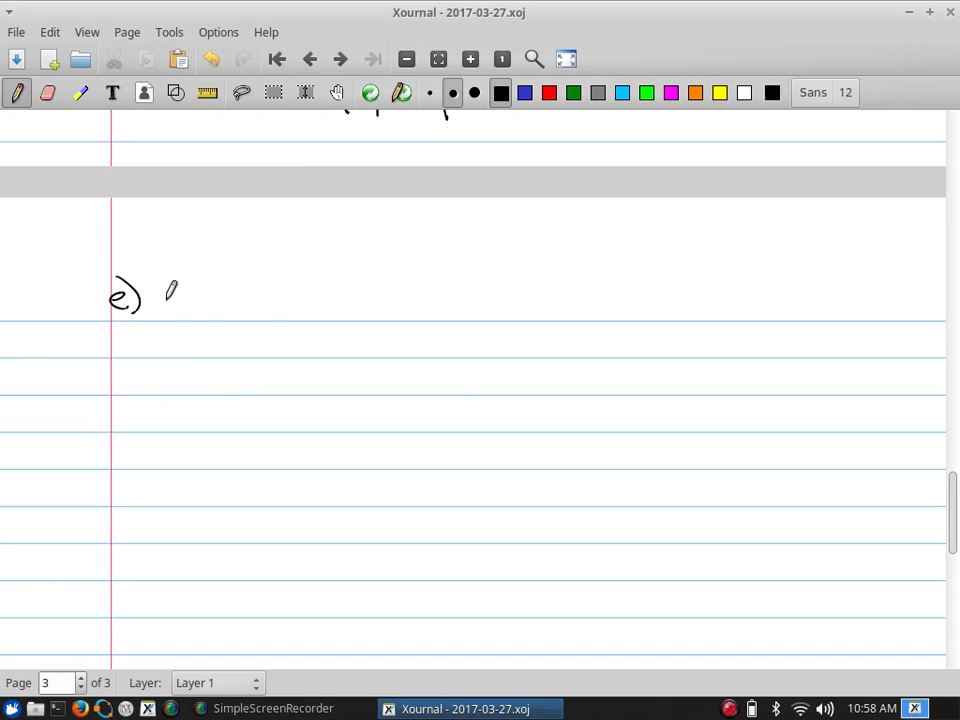 Xournal - 2017-03-27.xoj
File Edit View Page Tools Options Help
Sans 12
e)
Page 3 of 3 Layer: Layer 1
SimpleScreenRecorder Xournal - 2017-03-27.xoj 10:58 AM